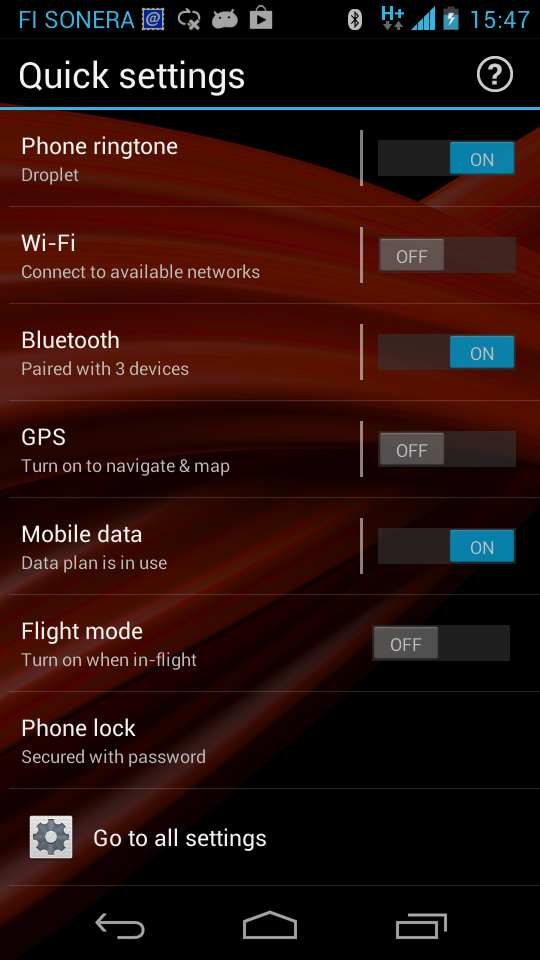 FI SONERA @ H+ 15:47
Quick settings ?
Phone ringtone
Droplet
ON
Wi-Fi
Connect to available networks
OFF
Bluetooth
Paired with 3 devices
ON
GPS
Turn on to navigate & map
OFF
Mobile data
Data plan is in use
ON
Flight mode
Turn on when in-flight
OFF
Phone lock
Secured with password
Go to all settings